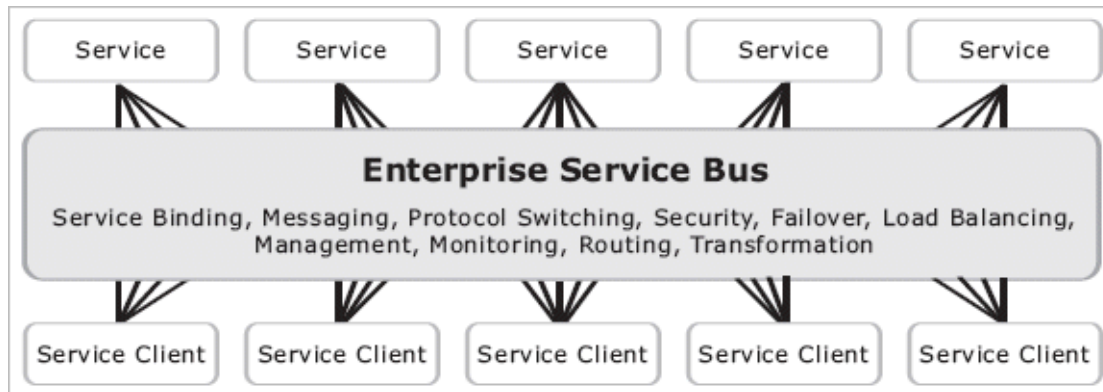 Service
Service
Service
Service
Service
Enterprise Service Bus
Service Binding, Messaging, Protocol Switching, Security, Failover, Load Balancing,
Management, Monitoring, Routing, Transformation
Service Client
Service Client
Service Client
Service Client
Service Client